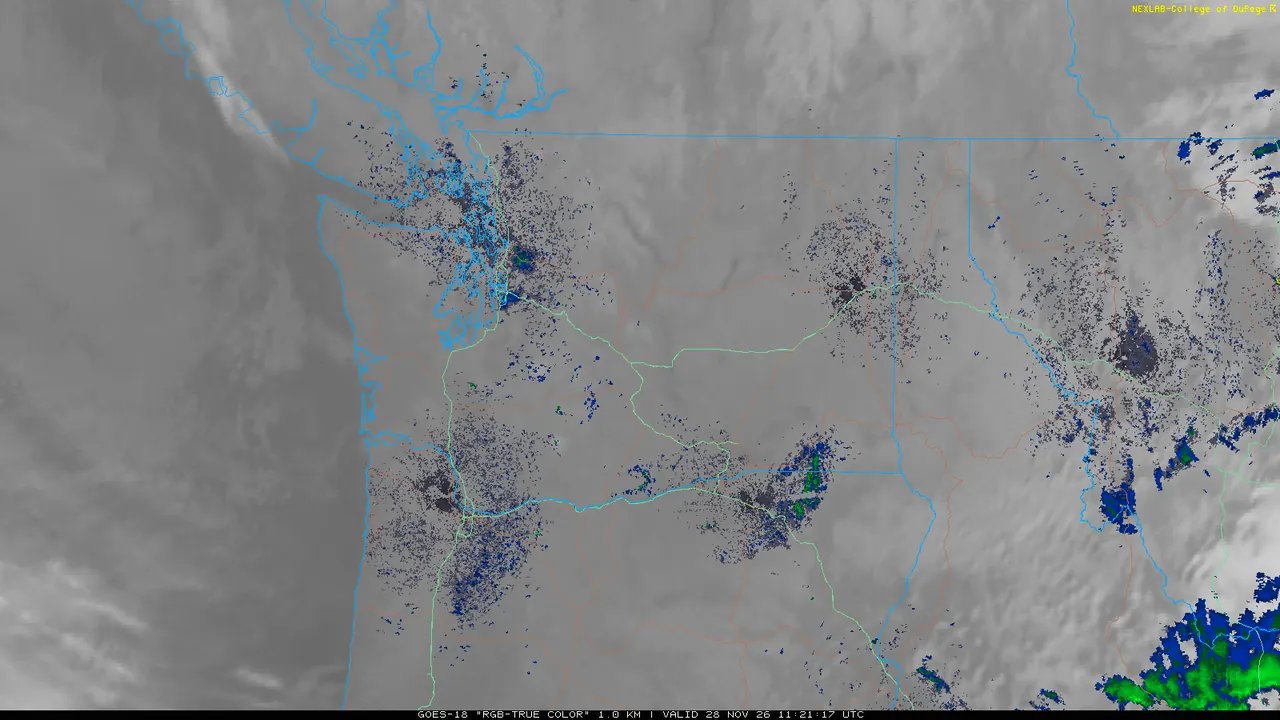 NEXLAB-College of DuPage
GOES-18 "RGB-TRUE COLOR" 1.0 KM | VALID 28 NOV 26 11:21:17 UTC